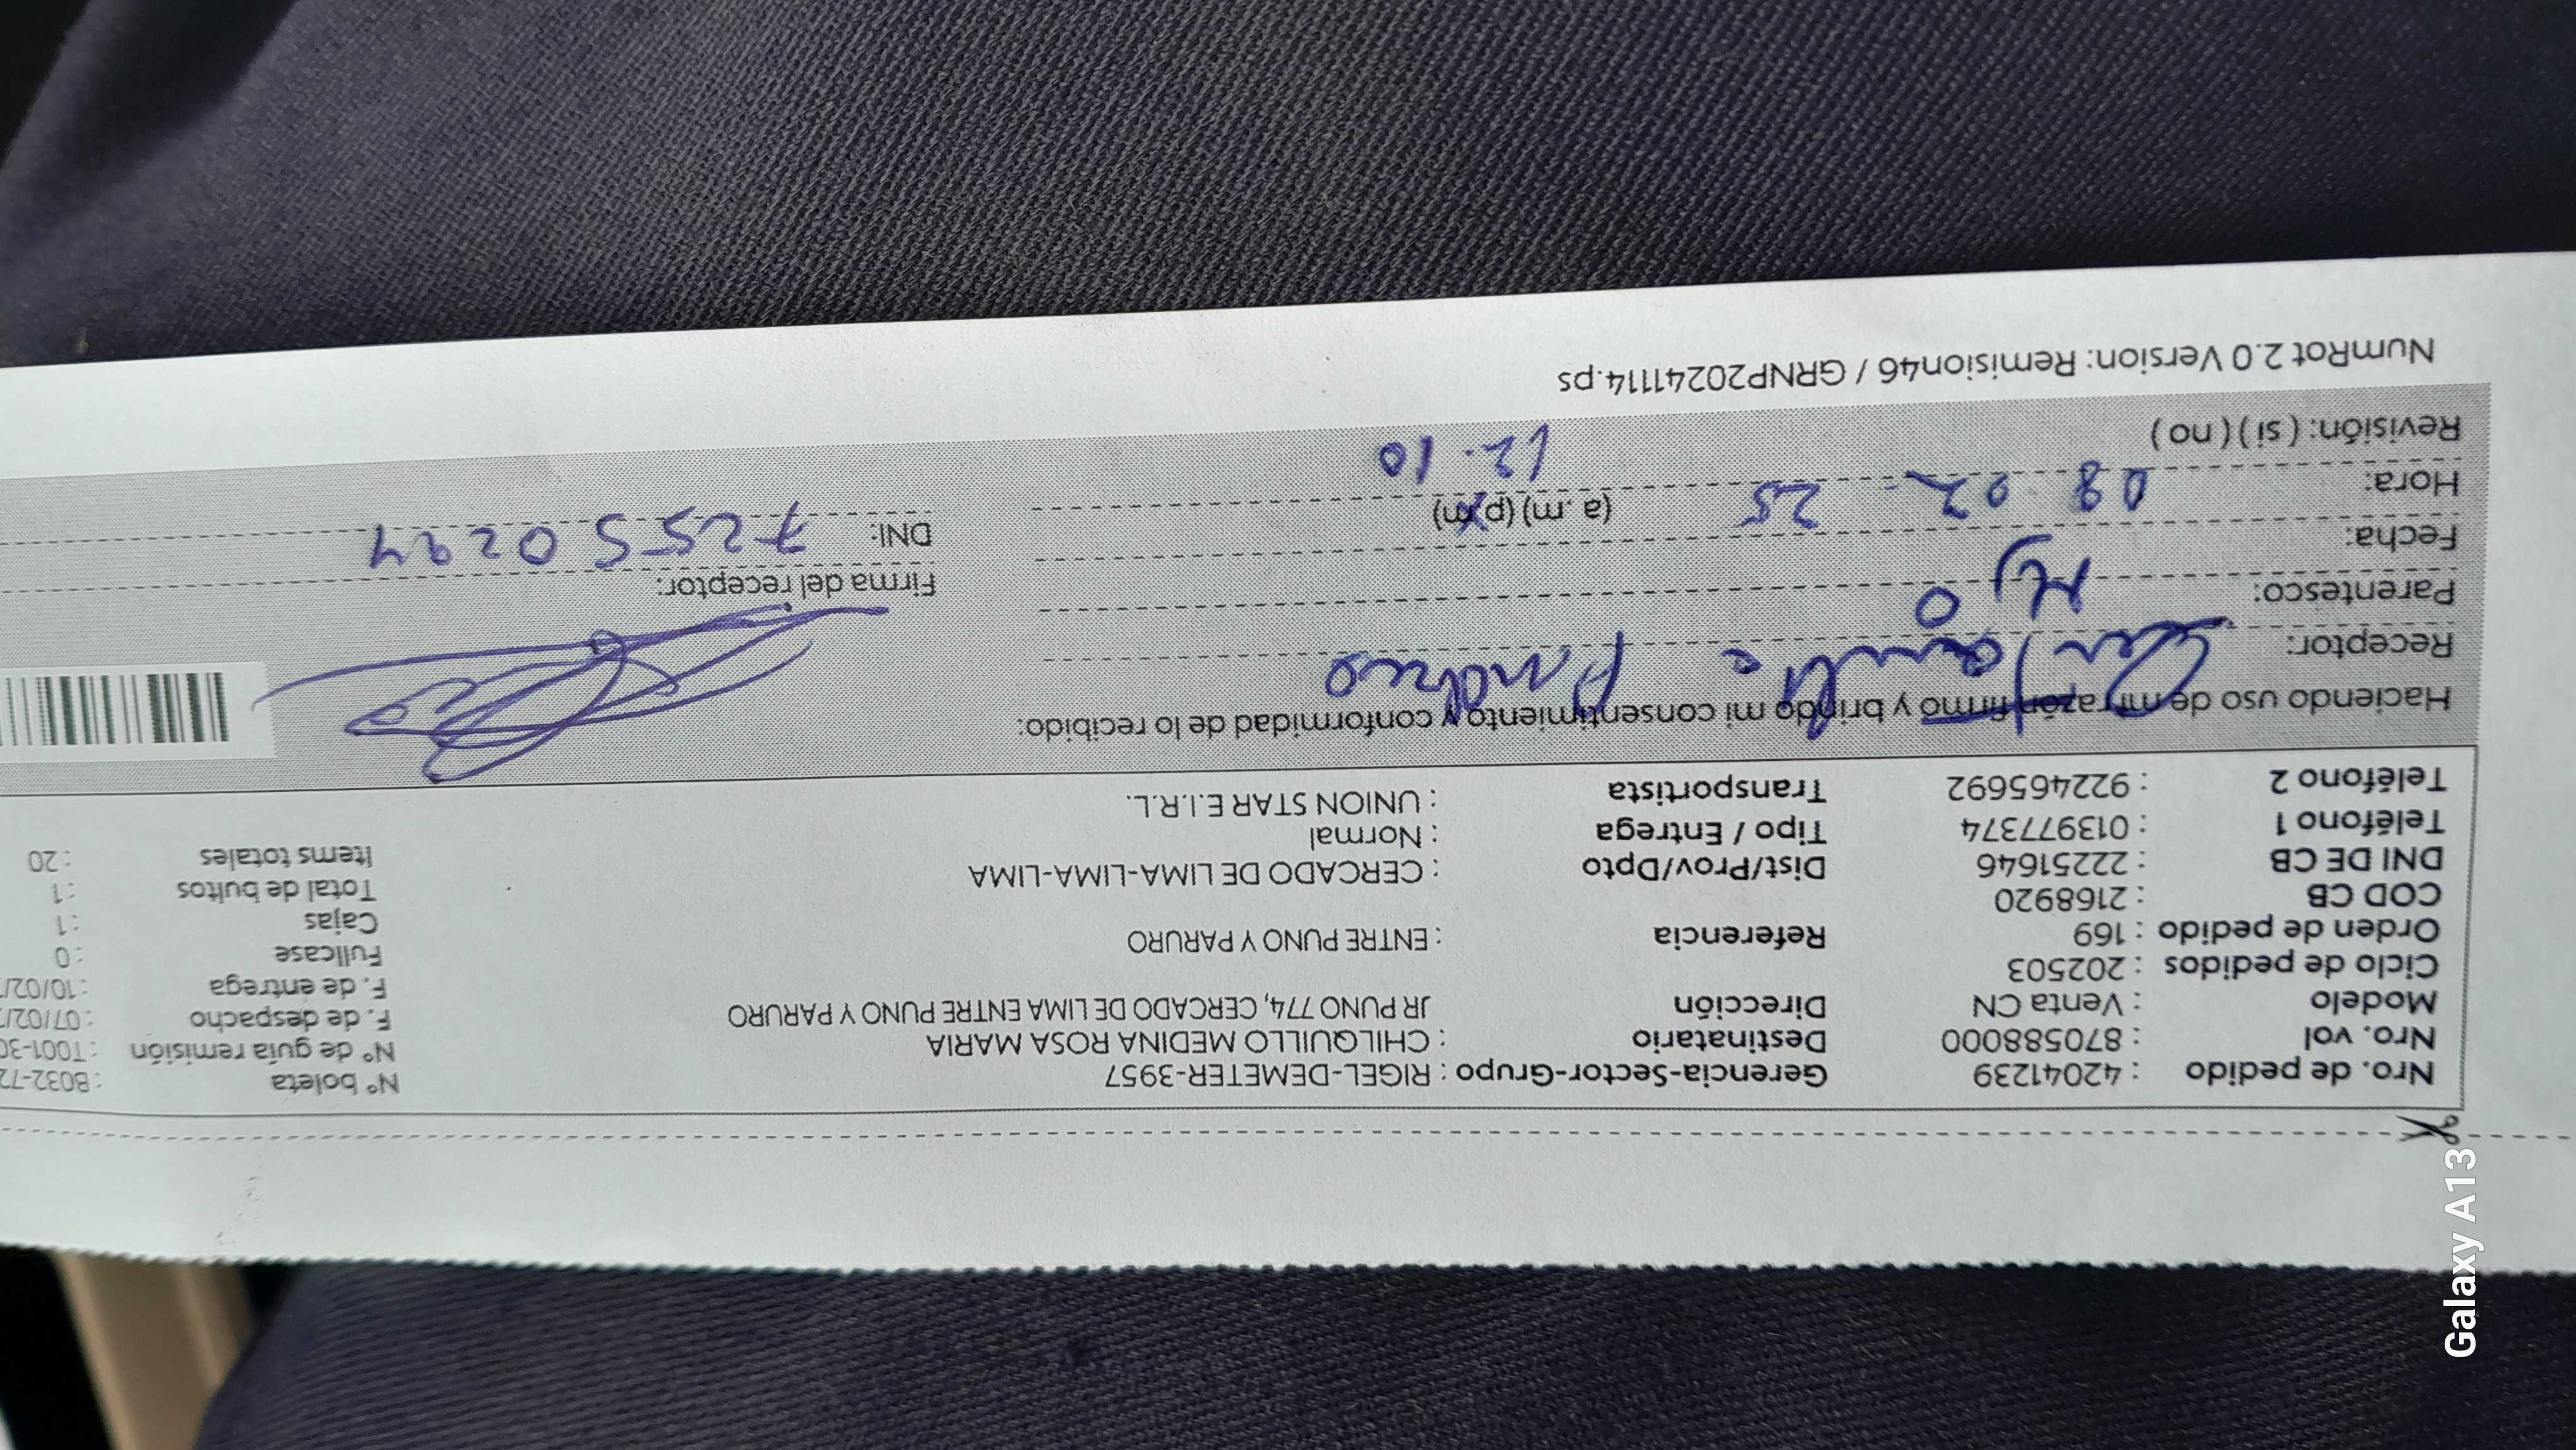 Nro. de pedido : 42041239 Gerencia-Sector-Grupo : RIGEL-DEMETER-3957 N° boleta : B032-72
Nro. vol : 870588000 Destinatario : CHILQUILLO MEDINA ROSA MARIA N° de guía remisión : T001-30
Modelo : Venta CN Dirección JR PUNO 774, CERCADO DE LIMA ENTRE PUNO Y PARURO F. de despacho : 07/02/
Ciclo de pedidos : 202503 F. de entrega : 10/02/
Orden de pedido : 169 Referencia : ENTRE PUNO Y PARURO Fullcase : 0
COD CB : 2168920 Cajas : 1
DNI DE CB : 22251646 Dist/Prov/Dpto : CERCADO DE LIMA-LIMA-LIMA Total de bultos : 1
Teléfono 1 : 013977374 Tipo / Entrega : Normal Items totales : 20
Teléfono 2 : 922465692 Transportista : UNION STAR E.I.R.L.
Haciendo uso de mi razón firmo y brindo mi consentimiento y conformidad de lo recibido:
Receptor:
Parentesco: Hijo Firma del receptor:
Fecha: 08 02 25 DNI: 72550294
Hora: 12.10 (a.m) (p.m)
Revisión: ( si ) ( no )
NumRot 2.0 Version: Remision46 / GRNP20241114.ps
Galaxy A13